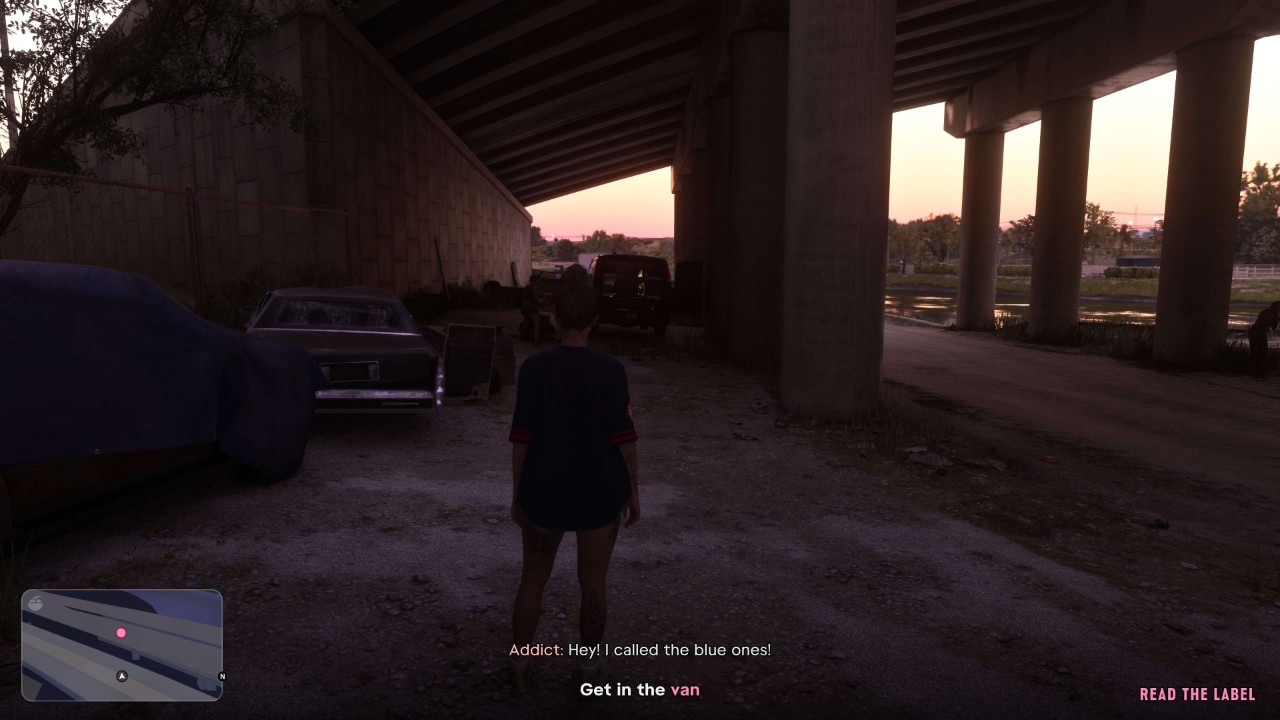 Addict: Hey! I called the blue ones!
Get in the van
N
READ THE LABEL